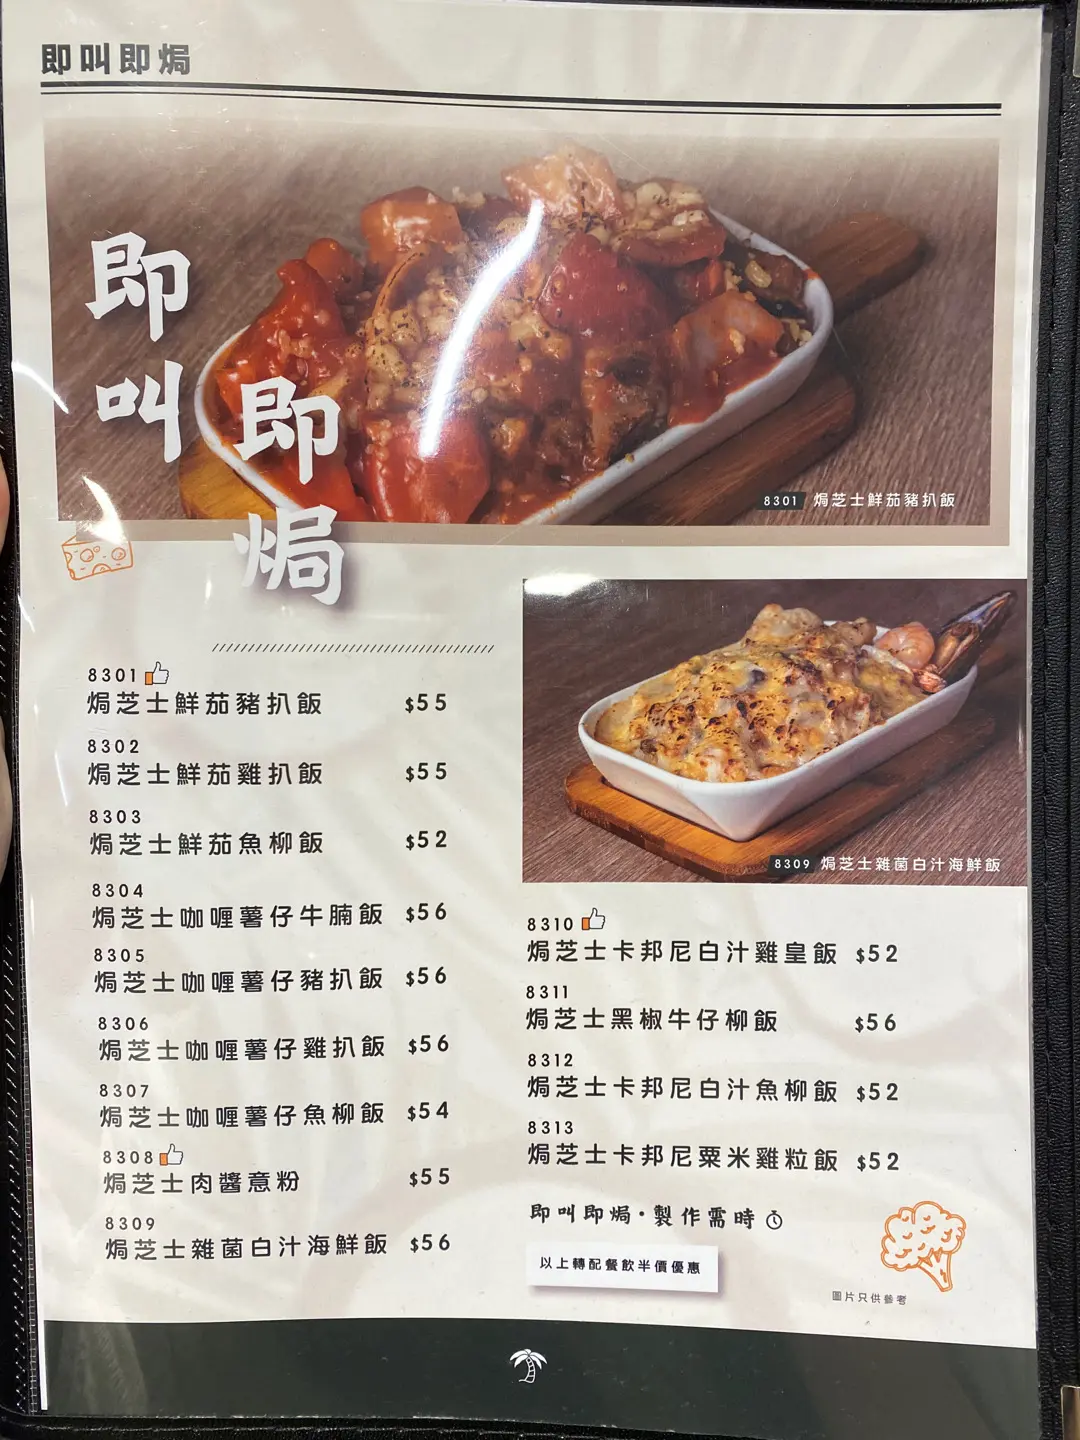 即叫即焗
即叫
即焗
8301 焗芝士鮮茄豬扒飯
8301
焗芝士鮮茄豬扒飯 $55
8302
焗芝士鮮茄雞扒飯 $55
8303
焗芝士鮮茄魚柳飯 $52
8304
焗芝士咖喱薯仔牛腩飯 $56
8305
焗芝士咖喱薯仔豬扒飯 $56
8306
焗芝士咖喱薯仔雞扒飯 $56
8307
焗芝士咖喱薯仔魚柳飯 $54
8308
焗芝士肉醬意粉 $55
8309
焗芝士雜菌白汁海鮮飯 $56
8309 焗芝士雜菌白汁海鮮飯
8310
焗芝士卡邦尼白汁雞皇飯 $52
8311
焗芝士黑椒牛仔柳飯 $56
8312
焗芝士卡邦尼白汁魚柳飯 $52
8313
焗芝士卡邦尼粟米雞粒飯 $52
即叫即焗・製作需時
以上轉配餐飲半價優惠
圖片只供參考